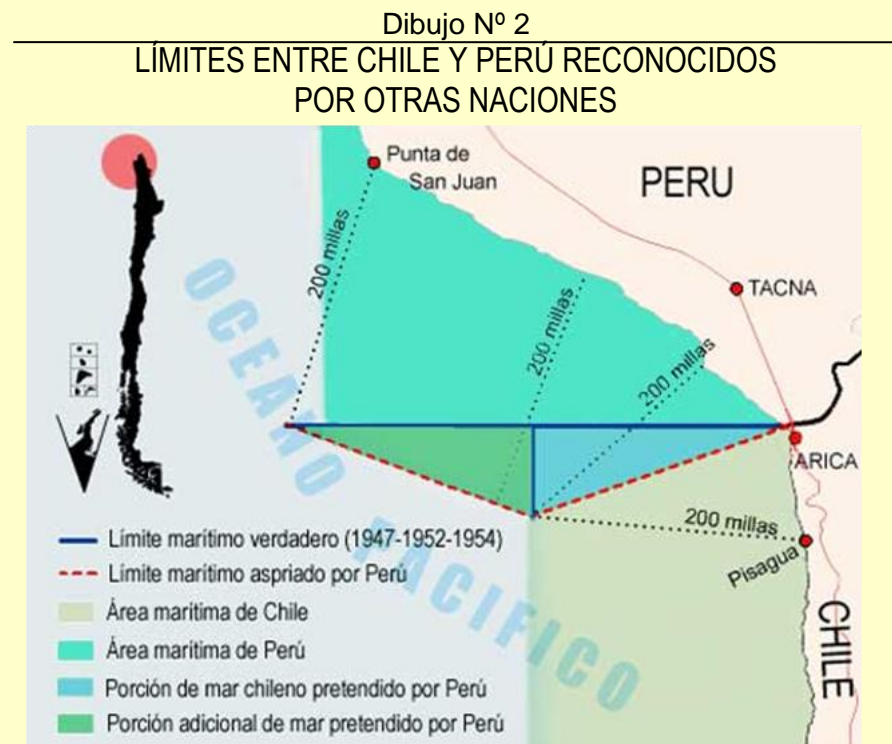 Dibujo Nº 2
LÍMITES ENTRE CHILE Y PERÚ RECONOCIDOS
POR OTRAS NACIONES
Punta de
San Juan
PERU
200 millas
TACNA
200 millas
200 millas
OCEANO
ARICA
200 millas
Pisagua
PACIFICO
CHILE
Límite marítimo verdadero (1947-1952-1954)
Limite marítimo aspriado por Perú
Área marítima de Chile
Área marítima de Perú
Porción de mar chileno pretendido por Perú
Porción adicional de mar pretendido por Perú